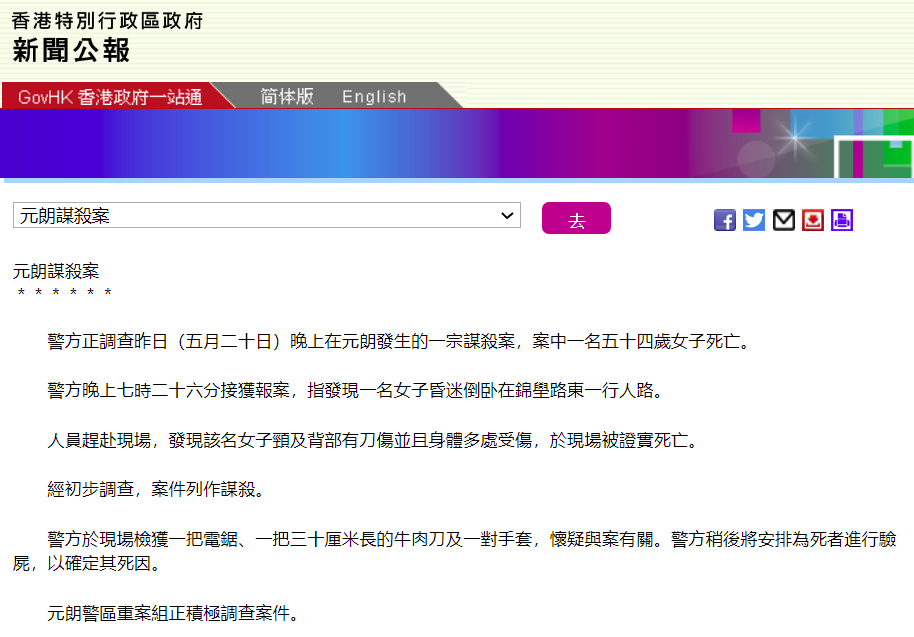 香港特別行政區政府
新聞公報
GovHK 香港政府一站通
简体版
English
元朗謀殺案
去
元朗謀殺案
＊＊＊＊＊＊
警方正調查昨日（五月二十日）晚上在元朗發生的一宗謀殺案，案中一名五十四歲女子死亡。
警方晚上七時二十六分接獲報案，指發現一名女子昏迷倒卧在錦壆路東一行人路。
人員趕赴現場，發現該名女子頸及背部有刀傷並且身體多處受傷，於現場被證實死亡。
經初步調查，案件列作謀殺。
警方於現場檢獲一把電鋸、一把三十厘米長的牛肉刀及一對手套，懷疑與案有關。警方稍後將安排為死者進行驗
屍，以確定其死因。
元朗警區重案組正積極調查案件。